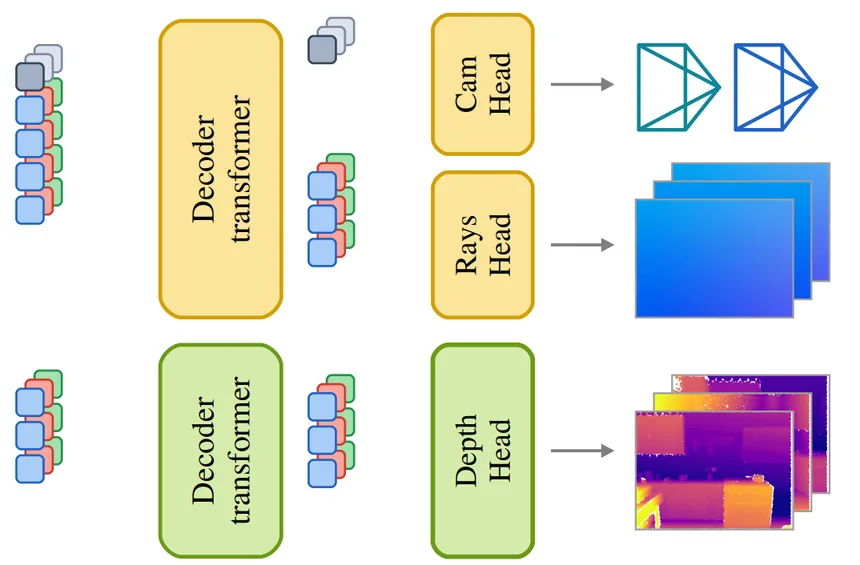 Decoder
transformer
Cam
Head
Rays
Head
Decoder
transformer
Depth
Head